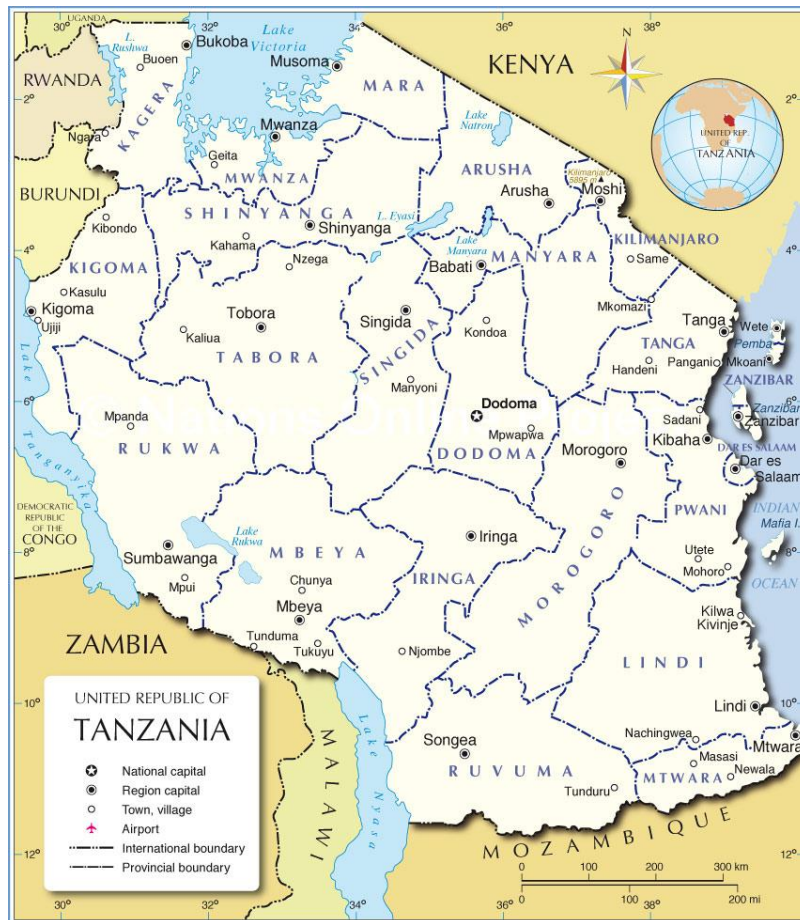 30°
32°
34°
36°
38°
UGANDA
L.
Rushwa
Bukoba
Lake
Victoria
Buoen
Musoma
KENYA
RWANDA
MARA
2°
2°
Lake
Natron
KAGERA
Ngara
Mwanza
UNITED REP.
OF
TANZANIA
Geita
MWANZA
ARUSHA
Kilimanjaro
5895 m
Arusha
Moshi
BURUNDI
SHINYANGA
L. Eyasi
Kibondo
Shinyanga
Kahama
Lake
Manyara
MANYARA
KILIMANJARO
4°
4°
Nzega
Babati
Same
KIGOMA
Kasulu
Kigoma
Ujiji
Tobora
Singida
Mkomazi
Kondoa
Tanga
Wete
Kaliua
TABORA
SINGIDA
TANGA
Pemba
Handeni
Pangani
Mkoani
Manyoni
ZANZIBAR
Lake Tanganyika
6°
6°
Dodoma
Sadani
Zanzibar
Zanzibar
Mpanda
Mpwapwa
Kibaha
RUKWA
DODOMA
Morogoro
DAR ES SALAAM
Dar es
Salaam
DEMOCRATIC
REPUBLIC
OF THE
CONGO
PWANI
INDIAN
OCEAN
Mafia I.
Lake
Rukwa
Iringa
8°
8°
Sumbawanga
MBEYA
IRINGA
MOROGORO
Utete
Mohoro
Mpui
Chunya
Mbeya
Kilwa
Kivinje
ZAMBIA
Tunduma
Tukuyu
Njombe
LINDI
10°
10°
UNITED REPUBLIC OF
TANZANIA
Lindi
Songea
Nachingwea
Mtwara
Masasi
Newala
RUVUMA
MTWARA
Tunduru
MALAWI
Lake Nyasa
National capital
Region capital
Town, village
Airport
International boundary
Provincial boundary
MOZAMBIQUE
12°
12°
0 100 200 300 km
0 100 200 mi
30°
32°
34°
36°
38°